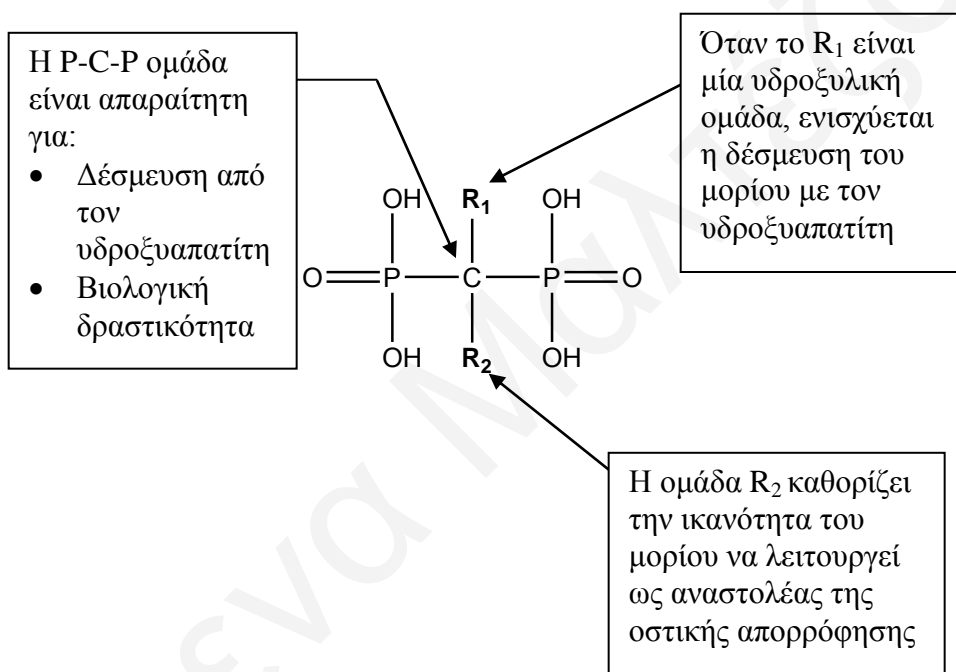 Η P-C-P ομάδα
είναι απαραίτητη
για:
• Δέσμευση από
τον
υδροξυαπατίτη
• Βιολογική
δραστικότητα
Όταν το R₁ είναι
μία υδροξυλική
ομάδα, ενισχύεται
η δέσμευση του
μορίου με τον
υδροξυαπατίτη
OH R₁ OH
O P C P O
OH R₂ OH
Η ομάδα R₂ καθορίζει
την ικανότητα του
μορίου να λειτουργεί
ως αναστολέας της
οστικής απορρόφησης